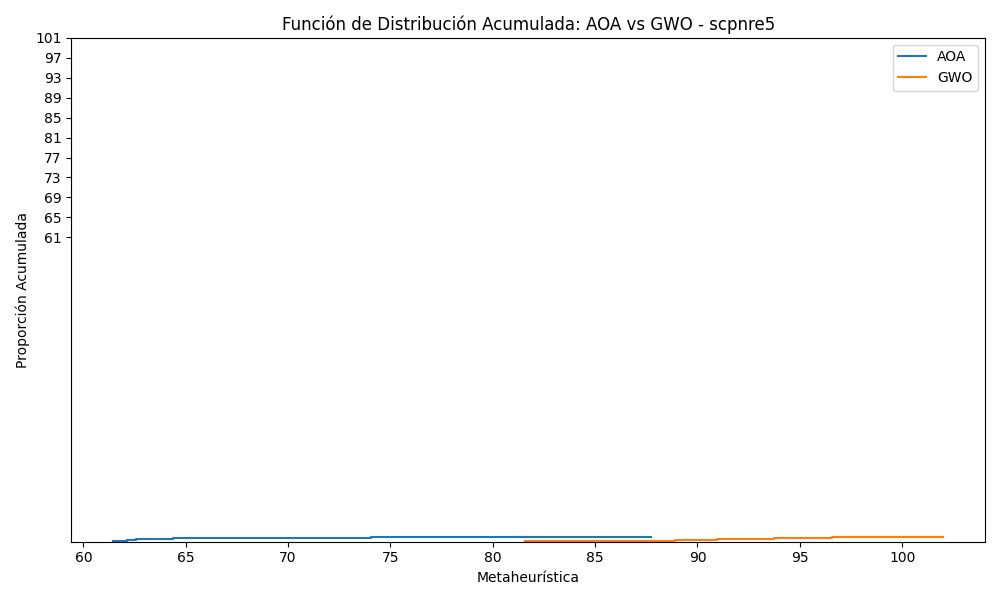 Función de Distribución Acumulada: AOA vs GWO - scpnre5
AOA
GWO
101
97
93
89
85
81
77
73
69
65
61
Proporción Acumulada
60 65 70 75 80 85 90 95 100
Metaheurística